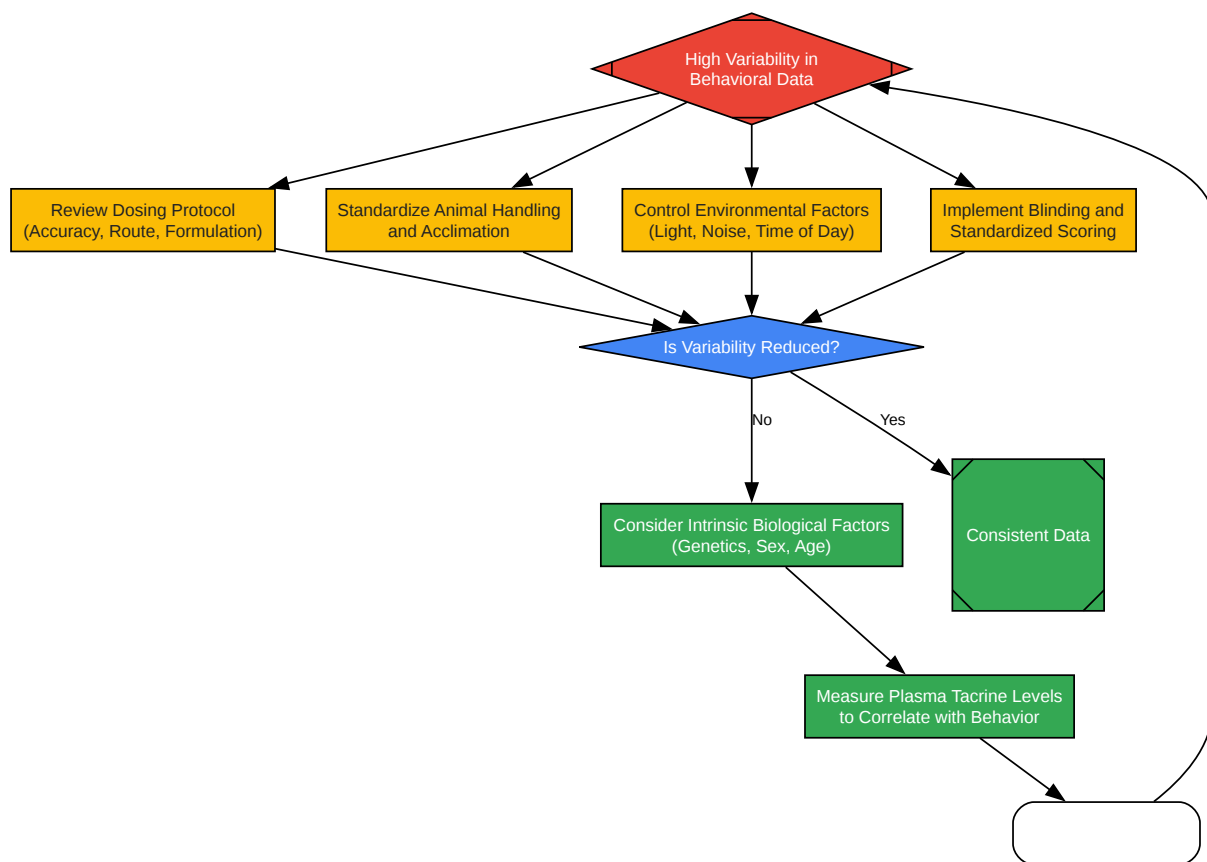 High Variability in
Behavioral Data
Review Dosing Protocol
(Accuracy, Route, Formulation)
Standardize Animal Handling
and Acclimation
Control Environmental Factors
(Light, Noise, Time of Day)
Implement Blinding and
Standardized Scoring
Is Variability Reduced?
No
Yes
Consider Intrinsic Biological Factors
(Genetics, Sex, Age)
Consistent Data
Measure Plasma Tacrine Levels
to Correlate with Behavior